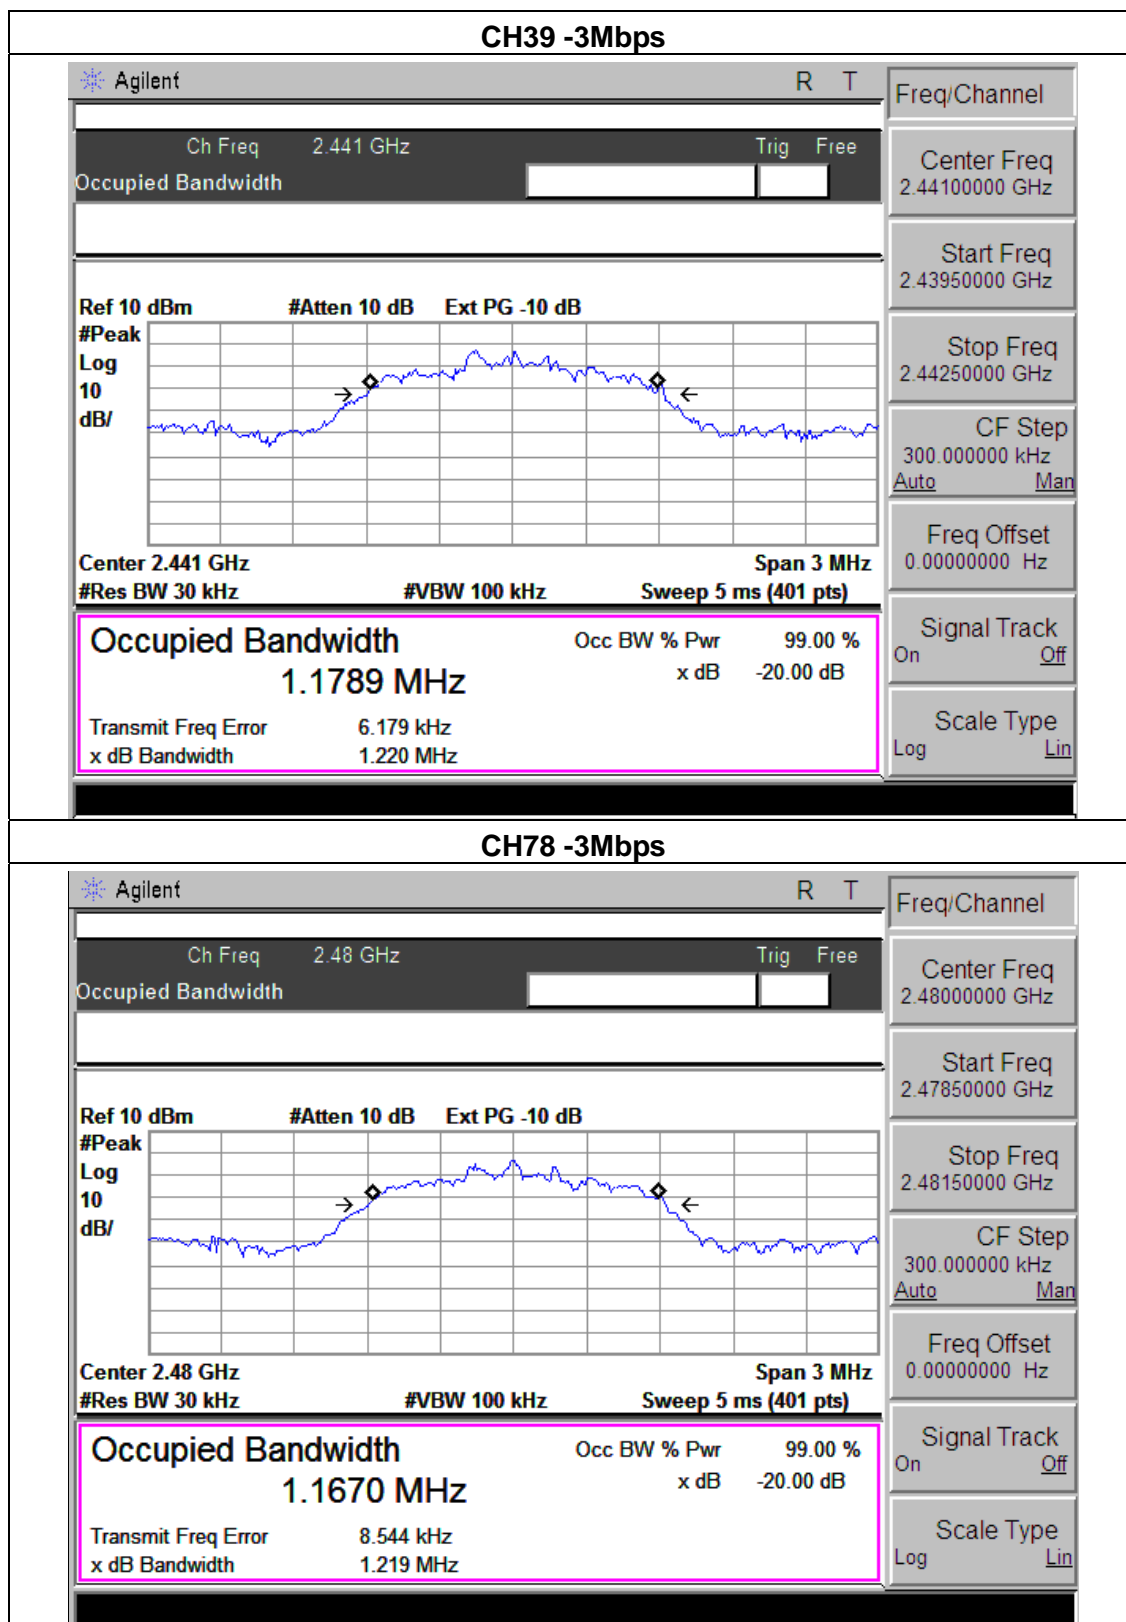 CH39 -3Mbps
Agilent R T
Freq/Channel
Ch Freq 2.441 GHz Trig Free
Occupied Bandwidth
Center Freq
2.44100000 GHz
Start Freq
2.43950000 GHz
Stop Freq
2.44250000 GHz
CF Step
300.000000 kHz
Auto Man
Freq Offset
0.00000000 Hz
Signal Track
On Off
Scale Type
Log Lin
Ref 10 dBm #Atten 10 dB Ext PG -10 dB
#Peak
Log
10
dB/
Center 2.441 GHz Span 3 MHz
#Res BW 30 kHz #VBW 100 kHz Sweep 5 ms (401 pts)
Occupied Bandwidth Occ BW % Pwr 99.00 %
1.1789 MHz x dB -20.00 dB
Transmit Freq Error 6.179 kHz
x dB Bandwidth 1.220 MHz
CH78 -3Mbps
Agilent R T
Freq/Channel
Ch Freq 2.48 GHz Trig Free
Occupied Bandwidth
Center Freq
2.48000000 GHz
Start Freq
2.47850000 GHz
Stop Freq
2.48150000 GHz
CF Step
300.000000 kHz
Auto Man
Freq Offset
0.00000000 Hz
Signal Track
On Off
Scale Type
Log Lin
Ref 10 dBm #Atten 10 dB Ext PG -10 dB
#Peak
Log
10
dB/
Center 2.48 GHz Span 3 MHz
#Res BW 30 kHz #VBW 100 kHz Sweep 5 ms (401 pts)
Occupied Bandwidth Occ BW % Pwr 99.00 %
1.1670 MHz x dB -20.00 dB
Transmit Freq Error 8.544 kHz
x dB Bandwidth 1.219 MHz